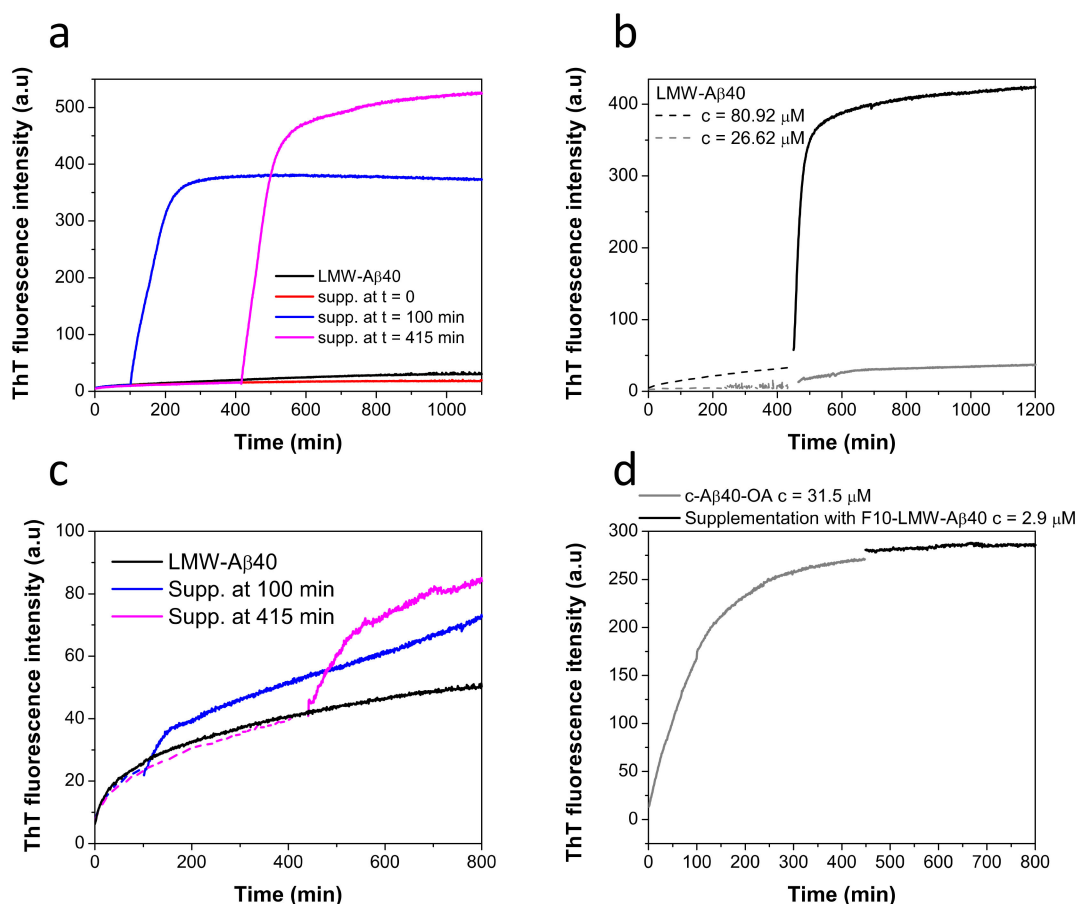 a
ThT fluorescence intensity (a.u)
500
400
300
200
100
0
LMW-Aβ40
supp. at t = 0
supp. at t = 100 min
supp. at t = 415 min
0 200 400 600 800 1000
Time (min)
b
ThT fluorescence intensity (a.u)
400
300
200
100
0
LMW-Aβ40
c = 80.92 μM
c = 26.62 μM
0 200 400 600 800 1000 1200
Time (min)
c
ThT fluorescence intensity (a.u)
100
80
60
40
20
0
LMW-Aβ40
Supp. at 100 min
Supp. at 415 min
0 200 400 600 800
Time (min)
d
c-Aβ40-OA c = 31.5 μM
Supplementation with F10-LMW-Aβ40 c = 2.9 μM
ThT fluorescence itensity (a.u)
300
250
200
150
100
50
0
0 100 200 300 400 500 600 700 800
Time (min)